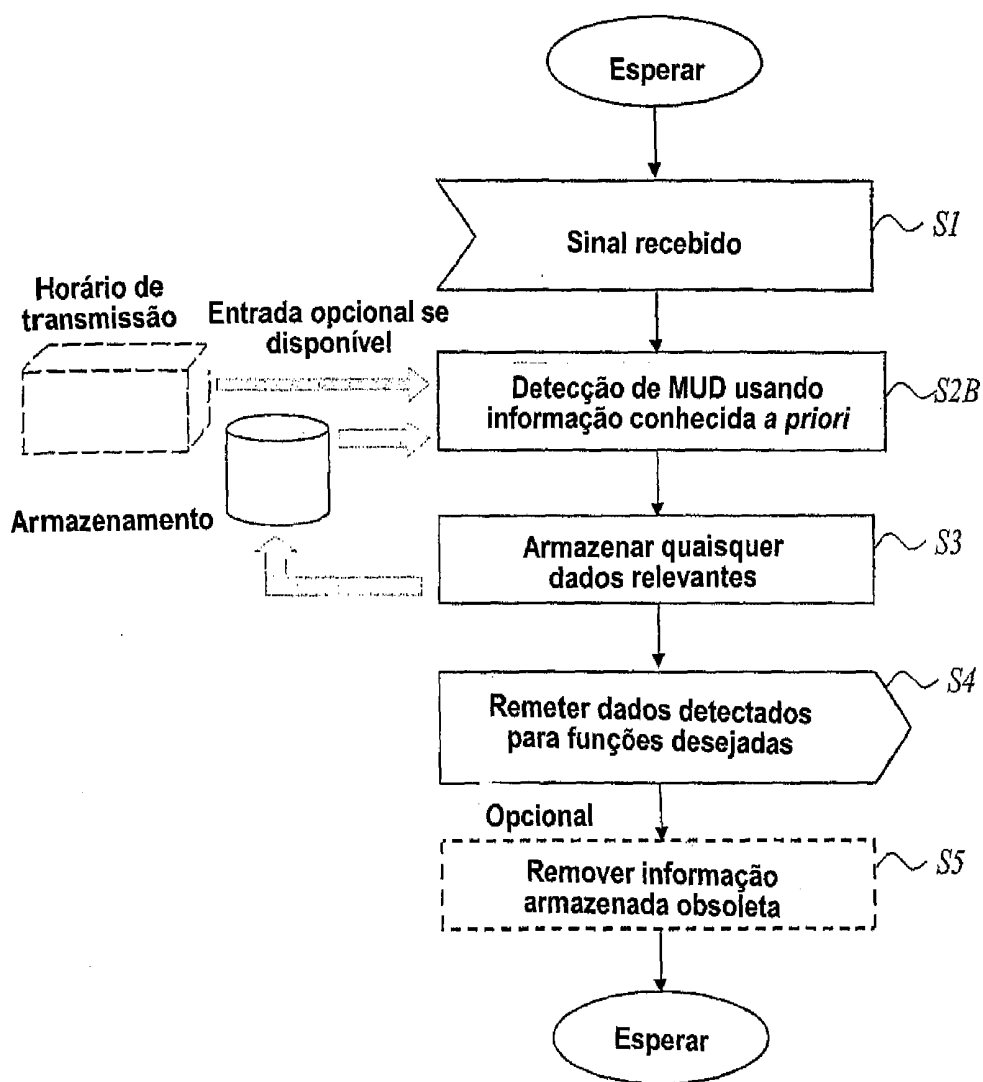 Esperar
Sinal recebido
S1
Horário de
transmissão
Entrada opcional se
disponível
Detecção de MUD usando
informação conhecida a priori
S2B
Armazenamento
Armazenar quaisquer
dados relevantes
S3
Remeter dados detectados
para funções desejadas
S4
Opcional
Remover informação
armazenada obsoleta
S5
Esperar